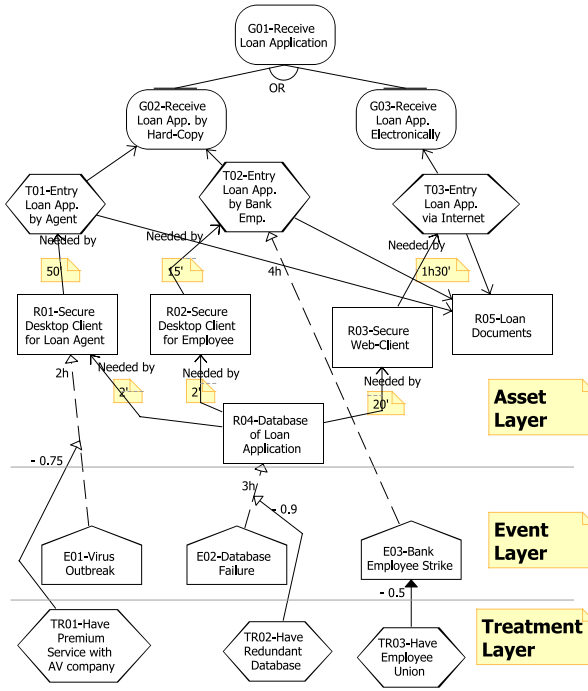 G01-Receive
Loan Application
OR
G02-Receive
Loan App. by
Hard-Copy
G03-Receive
Loan App.
Electronically
T01-Entry
Loan App.
by Agent
T02-Entry
Loan App.
by Bank
Emp.
T03-Entry
Loan App.
via Internet
Needed by
Needed by
Needed by
50'
15'
4h
1h30'
R01-Secure
Desktop Client
for Loan Agent
R02-Secure
Desktop Client
for Employee
R03-Secure
Web-Client
R05-Loan
Documents
2h
Needed by
Needed by
Needed by
2'
2'
20'
R04-Database
of Loan
Application
Asset
Layer
- 0.75
3h
- 0.9
E01-Virus
Outbreak
E02-Database
Failure
E03-Bank
Employee Strike
Event
Layer
- 0.5
TR01-Have
Premium
Service with
AV company
TR02-Have
Redundant
Database
TR03-Have
Employee
Union
Treatment
Layer